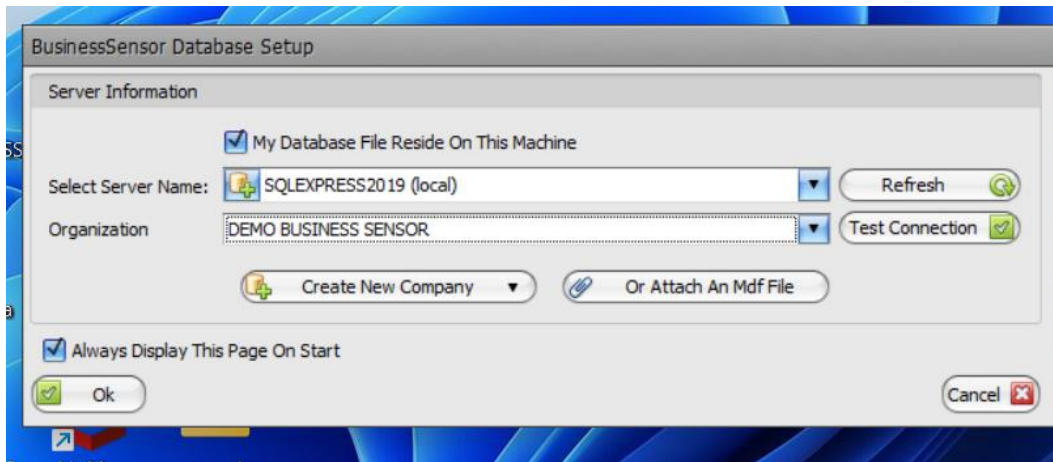 BusinessSensor Database Setup
Server Information
My Database File Reside On This Machine
Select Server Name: SQLEXPRESS2019 (local) Refresh
Organization DEMO BUSINESS SENSOR Test Connection
Create New Company Or Attach An Mdf File
Always Display This Page On Start
Ok Cancel